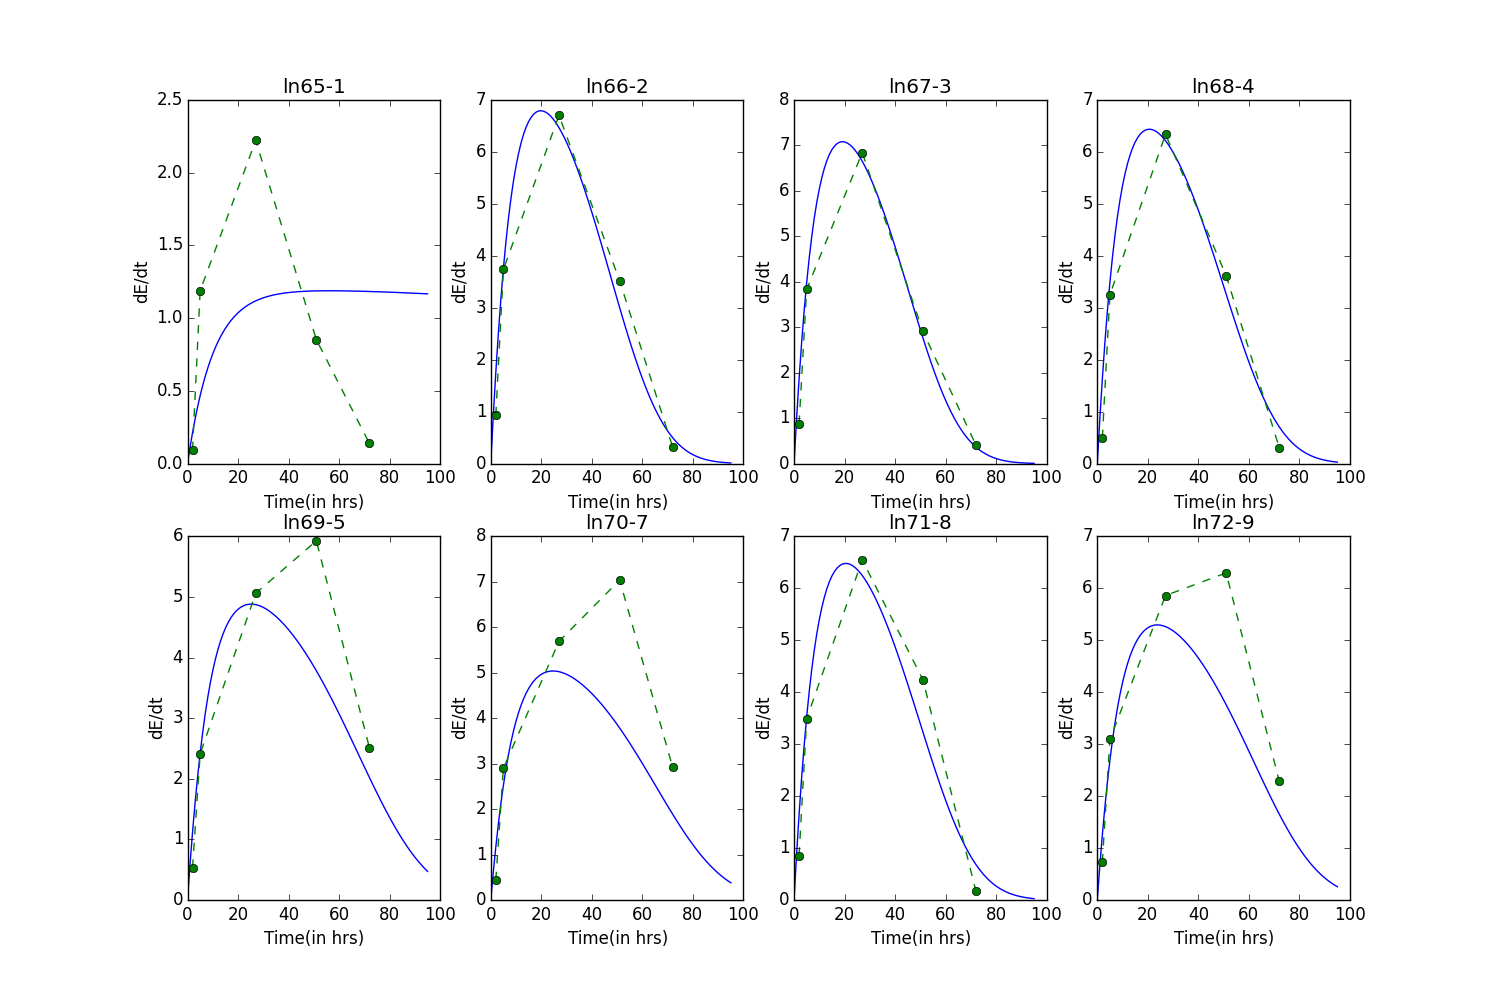 ln65-1 ln66-2 ln67-3 ln68-4
2.5 7 8 7
2.0 6 7 6
1.5 5 6 5
1.0 4 5 4
0.5 3 4 3
0.0 2 3 2
1 2 1
0 1 0
0
dE/dt dE/dt dE/dt dE/dt
0 20 40 60 80 100 0 20 40 60 80 100 0 20 40 60 80 100 0 20 40 60 80 100
Time(in hrs) Time(in hrs) Time(in hrs) Time(in hrs)
ln69-5 ln70-7 ln71-8 ln72-9
6 8 7 7
5 7 6 6
4 6 5 5
3 5 4 4
2 4 3 3
1 3 2 2
0 2 1 1
1 0 0
0
dE/dt dE/dt dE/dt dE/dt
0 20 40 60 80 100 0 20 40 60 80 100 0 20 40 60 80 100 0 20 40 60 80 100
Time(in hrs) Time(in hrs) Time(in hrs) Time(in hrs)